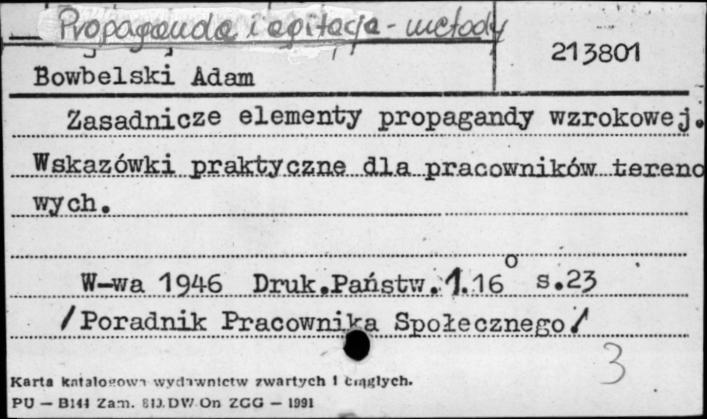 Propaganda i agitacja - metody
213801
Bowbelski Adam
Zasadnicze elementy propagandy wzrokowej.
Wskazówki praktyczne dla pracowników tereno
wych.
W-wa 1946 Druk.Państw.1.16° s.23
/Poradnik Pracownika Społecznego/
3
Karta katalogowa wydawnictw zwartych i ciągłych.
PU — B144 Zam. DW/On ZGG — 1991